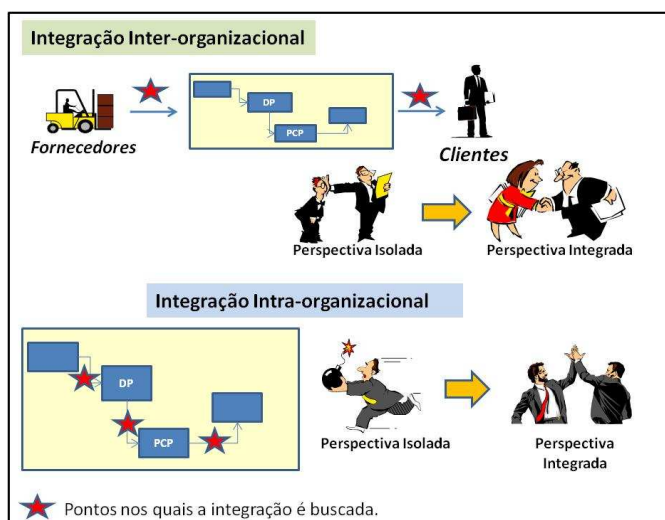 Integração Inter-organizacional
DP
PCP
Fornecedores
Clientes
Perspectiva Isolada
Perspectiva Integrada
Integração Intra-organizacional
DP
PCP
Perspectiva Isolada
Perspectiva
Integrada
Pontos nos quais a integração é buscada.